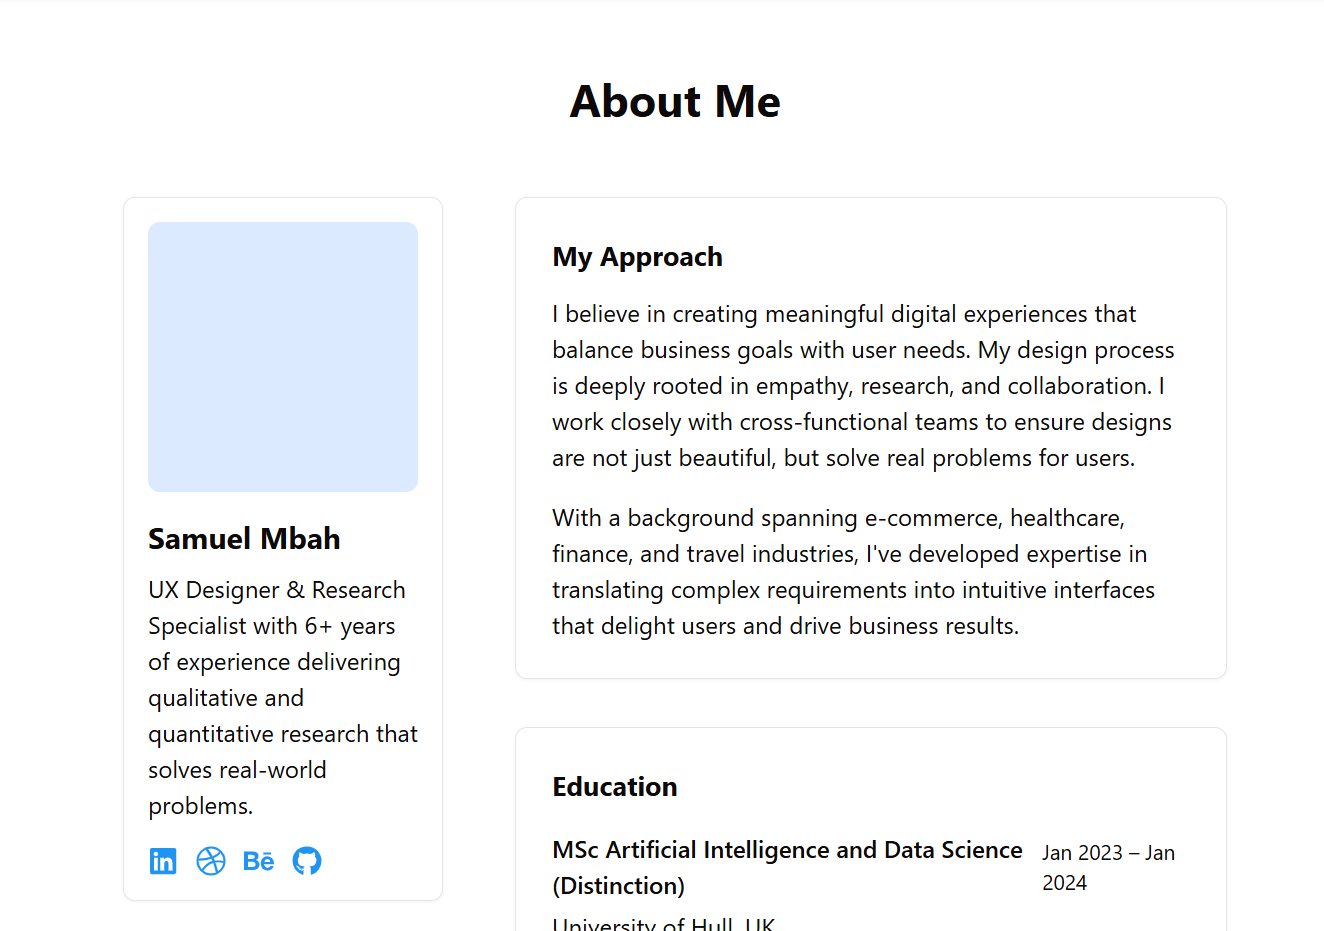 About Me
Samuel Mbah
UX Designer & Research
Specialist with 6+ years
of experience delivering
qualitative and
quantitative research that
solves real-world
problems.
in
Bē
My Approach
I believe in creating meaningful digital experiences that
balance business goals with user needs. My design process
is deeply rooted in empathy, research, and collaboration. I
work closely with cross-functional teams to ensure designs
are not just beautiful, but solve real problems for users.
With a background spanning e-commerce, healthcare,
finance, and travel industries, I've developed expertise in
translating complex requirements into intuitive interfaces
that delight users and drive business results.
Education
MSc Artificial Intelligence and Data Science
(Distinction)
Jan 2023 – Jan
2024
University of Hull, UK